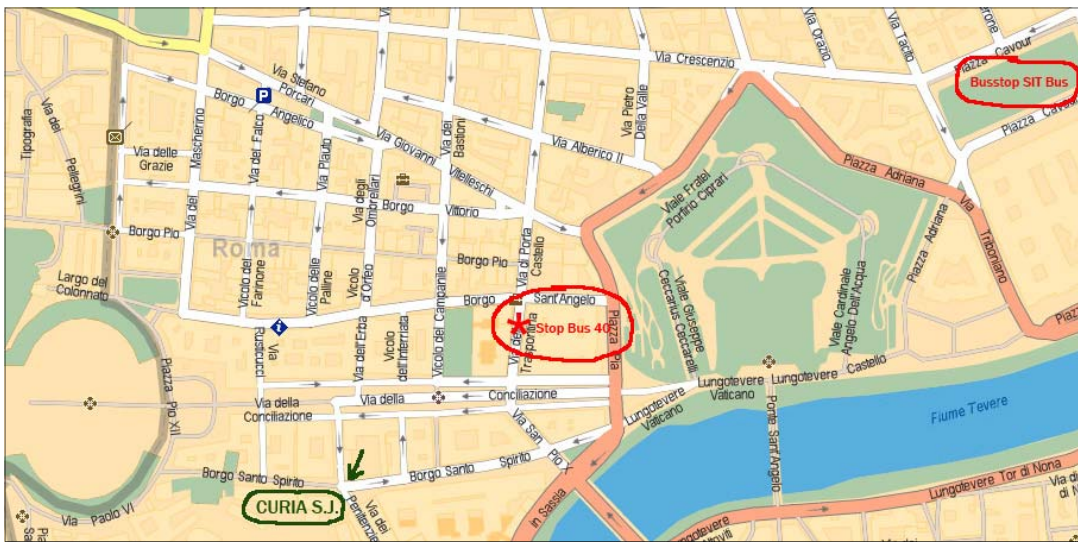 Via Crescenzio
Via Orazio
Via Tacito
Piazza Cavour
Busstop SIT Bus
Piazza Cavour
Via Stefano
Porcari
P
Borgo
Angelico
Via dei
Bastioni
Via Pietro
Della Valle
Tipografia
Via dei
Pellegrini
Mascherino
Via dei
Via del Falco
Via Plauto
Via Giovanni
Vitelleschi
Via Alberico II
Via delle
Grazie
Via degli
Ombrellari
Viale Fratei
Porfirio Ciprari
Piazza Adriana
Via
Triboniano
Borgo
Vittorio
Borgo Pio
Roma
Via di Porta
Castello
Borgo Pio
Piazza Adriana
Largo del
Colonnato
Vicolo del
Farinone
Vicolo delle
Palline
Vicolo
d'Orfeo
Vicolo del Campanile
Borgo
Sant'Angelo
Stop Bus 40
Via della
Traspontina
Piazza Pia
Viale Giuseppe
Ceccarius Ceccarelli
Viale Cardinale
Angelo Dell'Acqua
i
Via
Rusticucci
Via dell'Erba
Vicolo
dell'Interriata
Piazza Pio XII
Via della
Conciliazione
Via della
Conciliazione
Lungotevere
Vaticano
Lungotevere
Vaticano
Lungotevere Castello
Ponte Sant'Angelo
Fiume Tevere
Via San Pio X
Borgo Santo Spirito
Borgo Santo Spirito
CURIA S.J.
Via dei
Penitenzie
in Sassia
Lungotevere Tor di Nona
Via Paolo VI